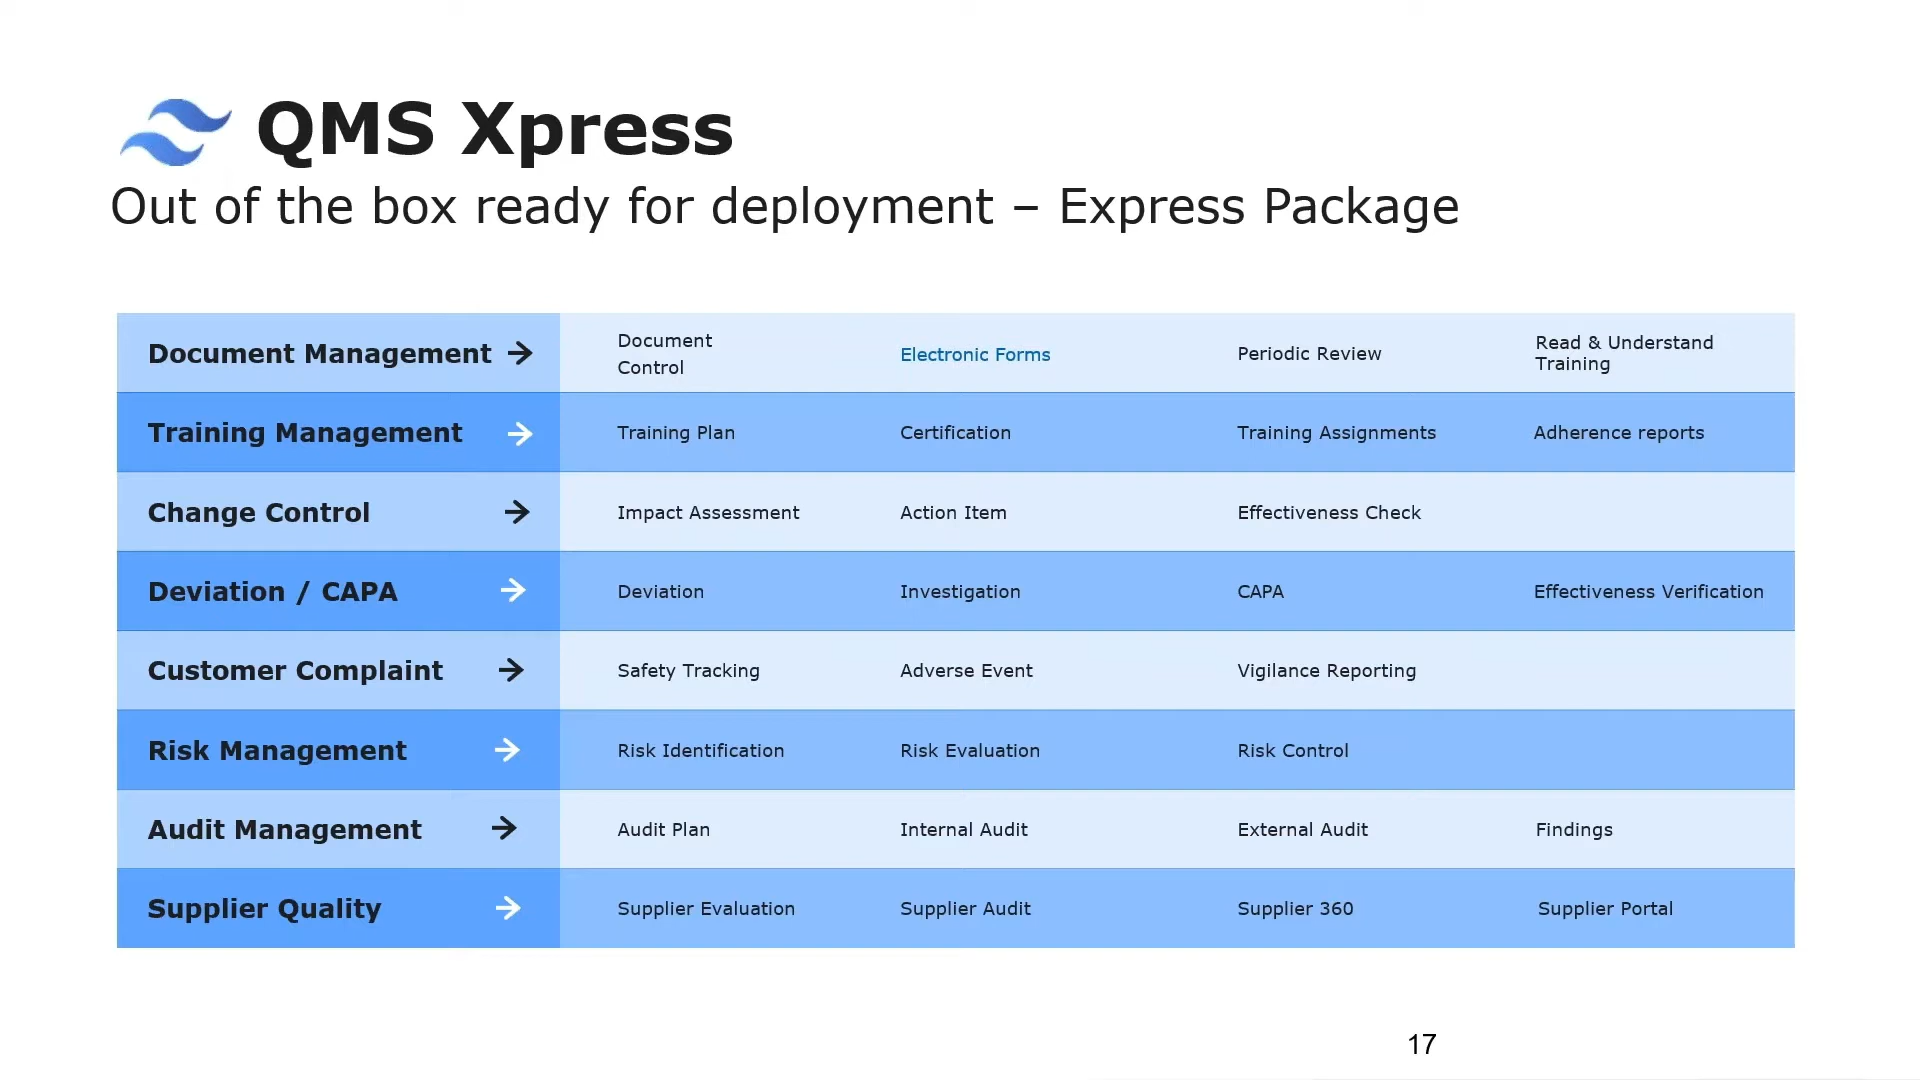 QMS Xpress
Out of the box ready for deployment – Express Package
Document Management
Document
Control
Electronic Forms
Periodic Review
Read & Understand
Training
Training Management
Training Plan
Certification
Training Assignments
Adherence reports
Change Control
Impact Assessment
Action Item
Effectiveness Check
Deviation / CAPA
Deviation
Investigation
CAPA
Effectiveness Verification
Customer Complaint
Safety Tracking
Adverse Event
Vigilance Reporting
Risk Management
Risk Identification
Risk Evaluation
Risk Control
Audit Management
Audit Plan
Internal Audit
External Audit
Findings
Supplier Quality
Supplier Evaluation
Supplier Audit
Supplier 360
Supplier Portal
17